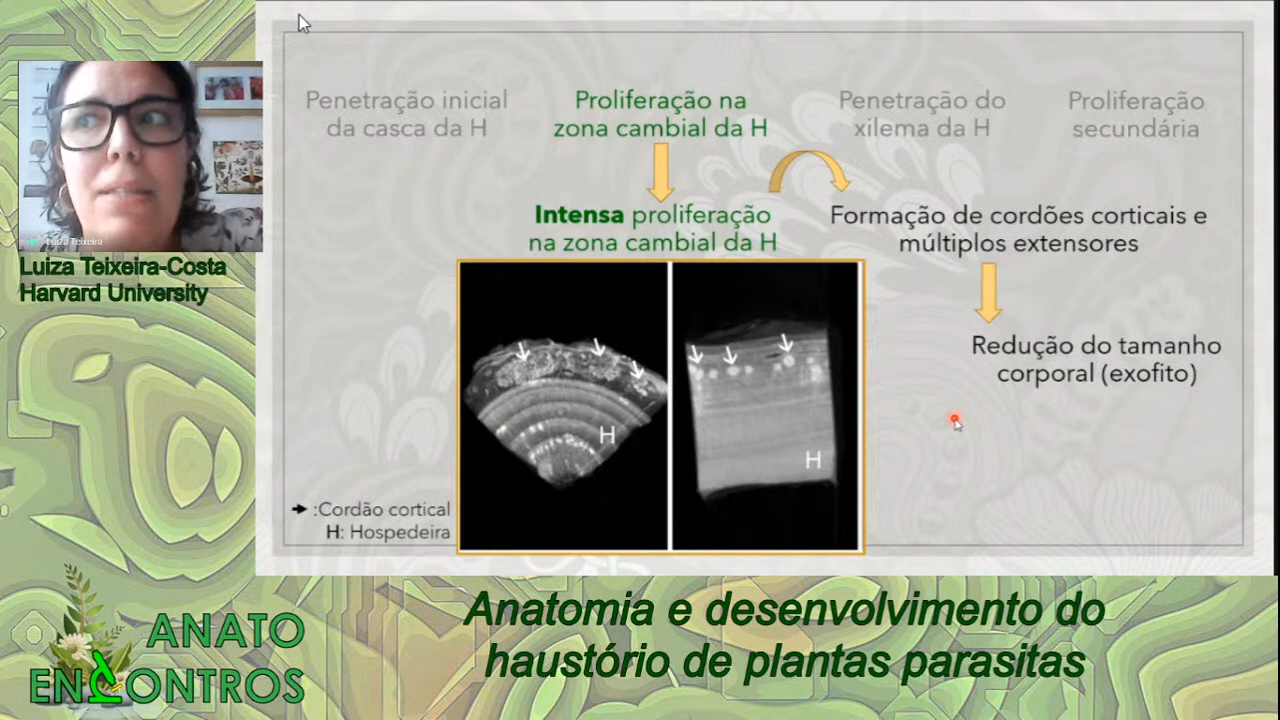 Penetração inicial
da casca da H
Proliferação na
zona cambial da H
Penetração do
xilema da H
Proliferação
secundária
Intensa proliferação
na zona cambial da H
Formação de cordões corticais e
múltiplos extensores
Redução do tamanho
corporal (exofito)
H
H
:Cordão cortical
H: Hospedeira
Luiza Teixeira
Luiza Teixeira-Costa
Harvard University
ANATO
ENCONTROS
Anatomia e desenvolvimento do
haustório de plantas parasitas